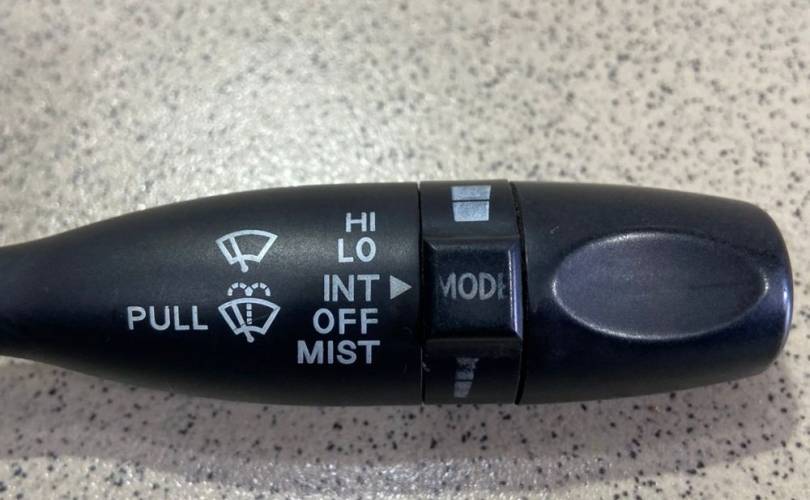 HI
LO
INT
OFF
MIST
PULL
MODE